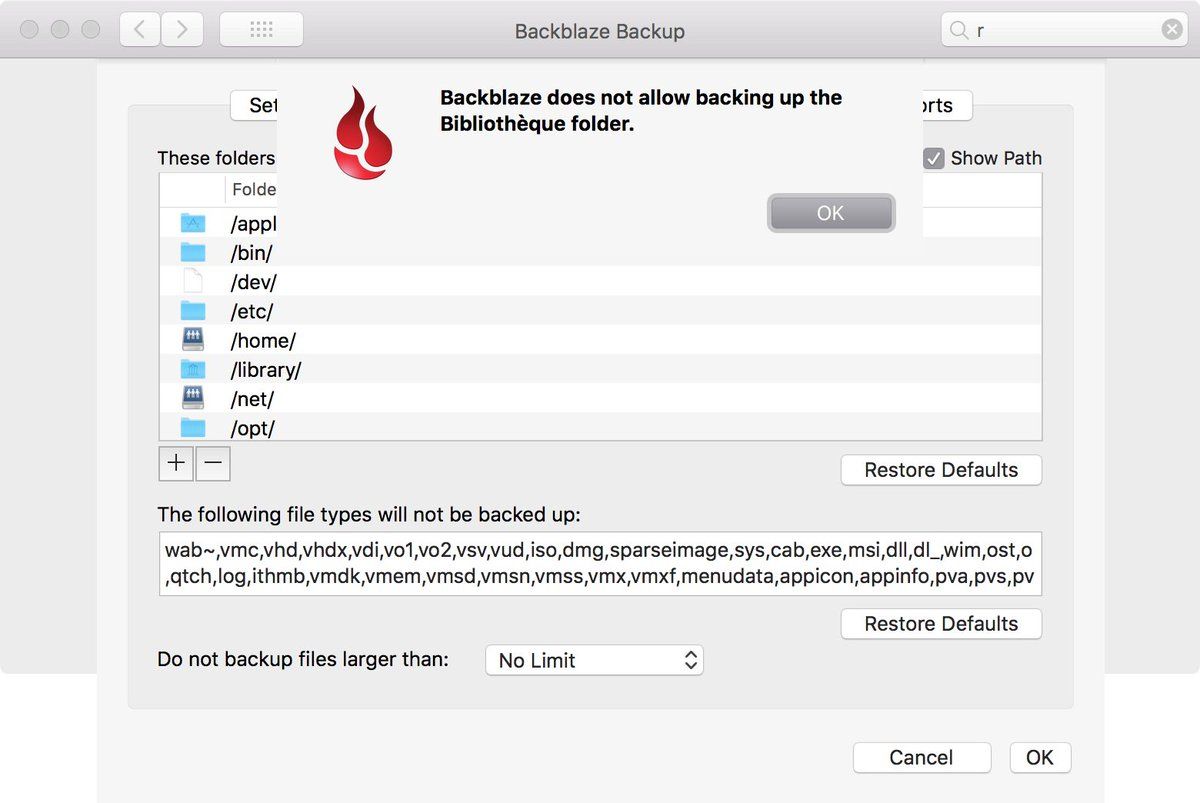 Backblaze Backup
r
Backblaze does not allow backing up the
Bibliothèque folder.
OK
Set
orts
These folders
Show Path
Folde
/appl
/bin/
/dev/
/etc/
/home/
/library/
/net/
/opt/
+ −
Restore Defaults
The following file types will not be backed up:
wab~,vmc,vhd,vhdx,vdi,vo1,vo2,vsv,vud,iso,dmg,sparseimage,sys,cab,exe,msi,dll,dl_,wim,ost,o
,qtch,log,ithmb,vmdk,vmem,vmsd,vmsn,vmss,vmx,vmxf,menudata,appicon,appinfo,pva,pvs,pv
Restore Defaults
Do not backup files larger than: No Limit
Cancel OK